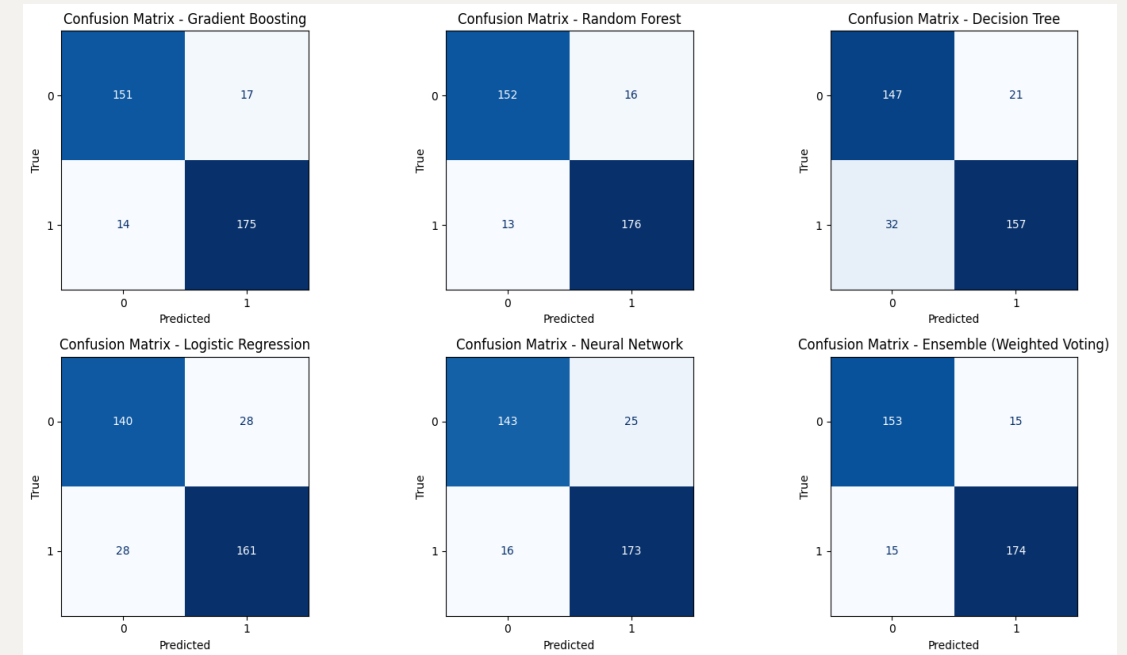 Confusion Matrix - Gradient Boosting
0
151
17
True
1
14
175
0
1
Predicted
Confusion Matrix - Random Forest
0
152
16
True
1
13
176
0
1
Predicted
Confusion Matrix - Decision Tree
0
147
21
True
1
32
157
0
1
Predicted
Confusion Matrix - Logistic Regression
0
140
28
True
1
28
161
0
1
Predicted
Confusion Matrix - Neural Network
0
143
25
True
1
16
173
0
1
Predicted
Confusion Matrix - Ensemble (Weighted Voting)
0
153
15
True
1
15
174
0
1
Predicted